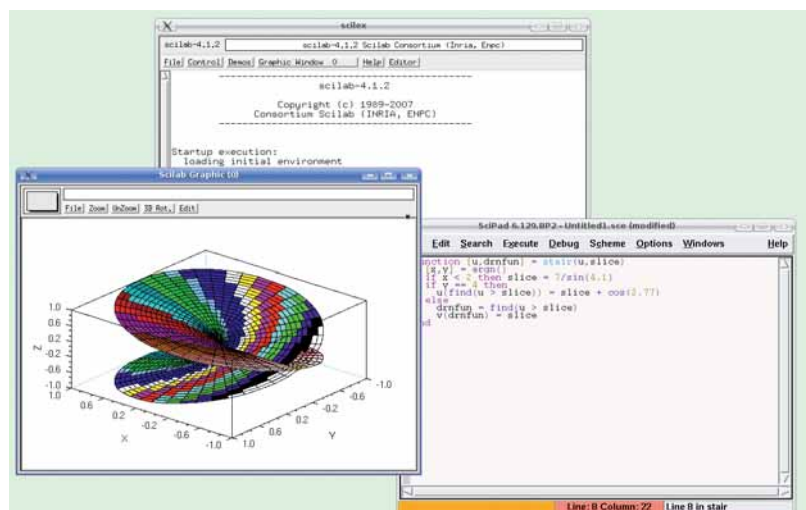 scilex
scilab-4.1.2
scilab-4.1.2 Scilab Consortium (Inria, Enpc)
File Control Demos Graphic Window 0 Help Editor
scilab-4.1.2
Copyright (c) 1989-2007
Consortium Scilab (INRIA, ENPC)
Startup execution:
loading initial environment
Scilab Graphic (0)
File Zoom UnZoom 3D Rot. Edit
1.0
0.6
0.2
-0.2
-0.6
-1.0
Z
1.0
0.6
0.2
-0.2
-0.6
-1.0
X
1.0
0.6
0.2
-0.2
-0.6
-1.0
Y
SciPad 6.129.BP2 - Untitled1.sce (modified)
Edit Search Execute Debug Scheme Options Windows Help
[u,drnfun] = stair(u,slice)
= argn()
if x < 2 then slice = 7/sin(4.1)
if y == 4 then
u(find(u > slice)) = slice + cos(2.77)
else
drnfun = find(u > slice)
v(drnfun) = slice
Line: 8 Column: 22 Line 8 in stair